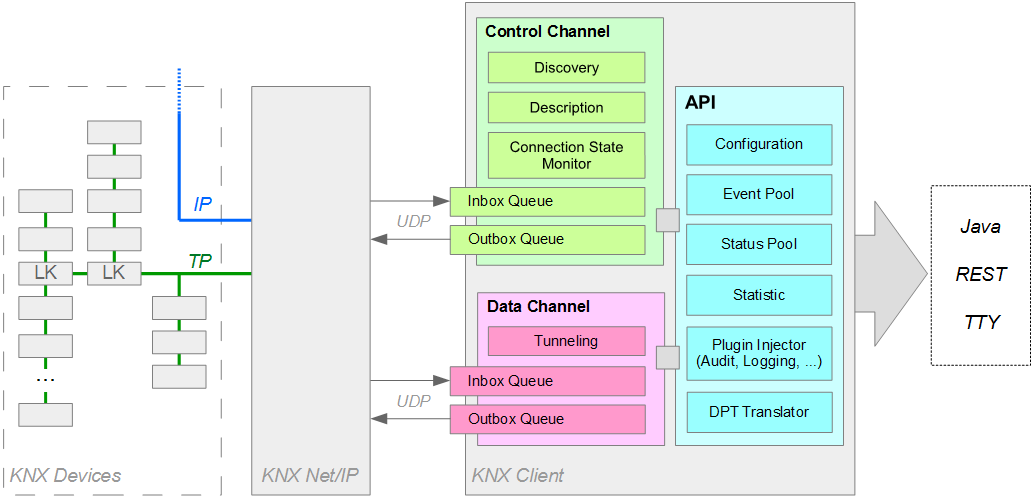 IP
TP
LK
LK
...
KNX Devices
KNX Net/IP
UDP
UDP
Control Channel
Discovery
Description
Connection State
Monitor
Inbox Queue
Outbox Queue
Data Channel
Tunneling
Inbox Queue
Outbox Queue
KNX Client
API
Configuration
Event Pool
Status Pool
Statistic
Plugin Injector
(Audit, Logging, ...)
DPT Translator
Java
REST
TTY